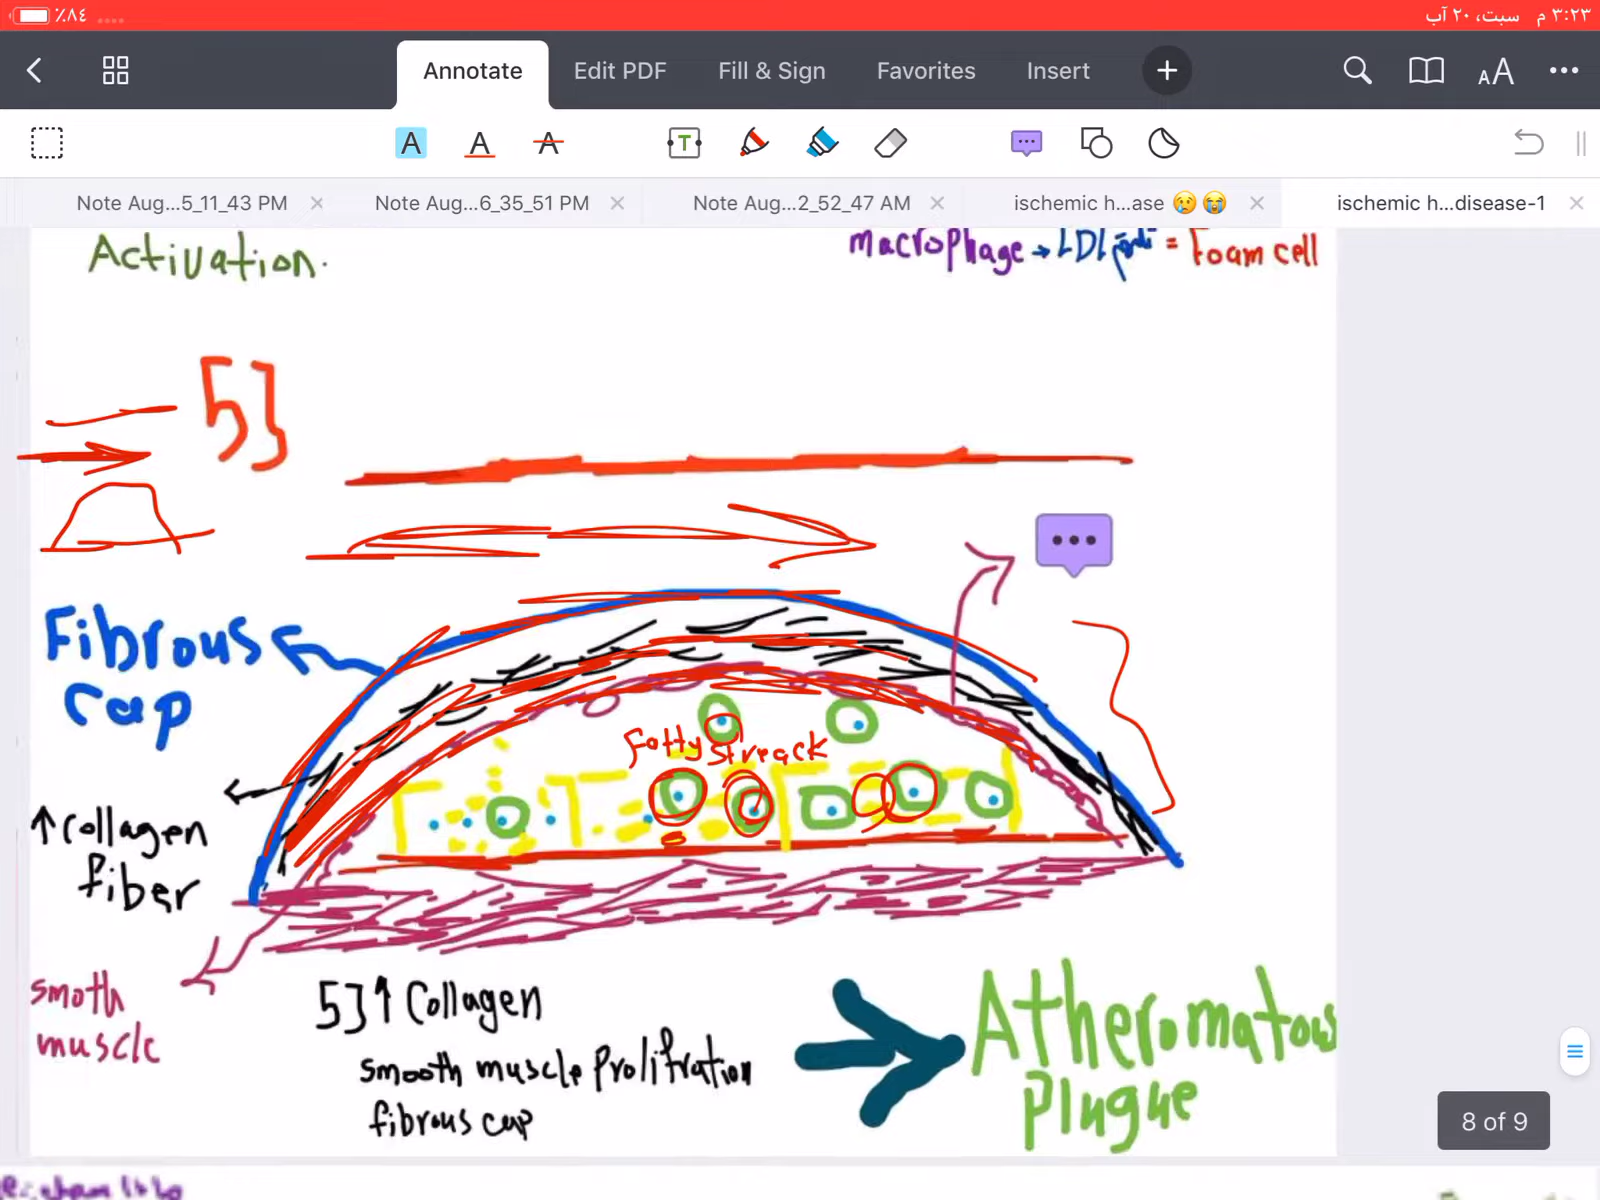 ٪٨٤
٣:٢٣ م سبت، ٢٠ آب
Annotate
Edit PDF
Fill & Sign
Favorites
Insert
Note Aug...5_11_43 PM
Note Aug...6_35_51 PM
Note Aug...2_52_47 AM
ischemic h...ase 😢 😭
ischemic h...disease-1
Activation.
macrophage → LDL = Foam cell
5]
Fibrous
cap
Fatty streack
↑ collagen
fiber
smoth
muscle
5] ↑ Collagen
smooth muscle prolifration
fibrous cap
Atheromatous
plugue
8 of 9